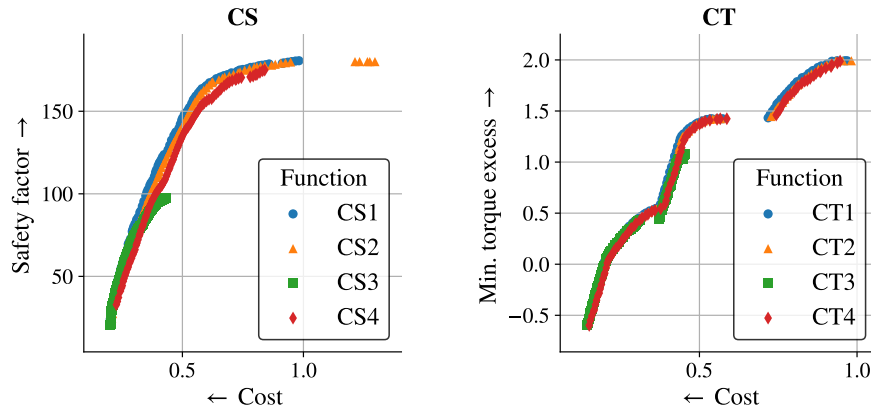 CS
Safety factor →
150
100
50
0.5
1.0
← Cost
Function
CS1
CS2
CS3
CS4
CT
Min. torque excess →
2.0
1.5
1.0
0.5
0.0
−0.5
0.5
1.0
← Cost
Function
CT1
CT2
CT3
CT4